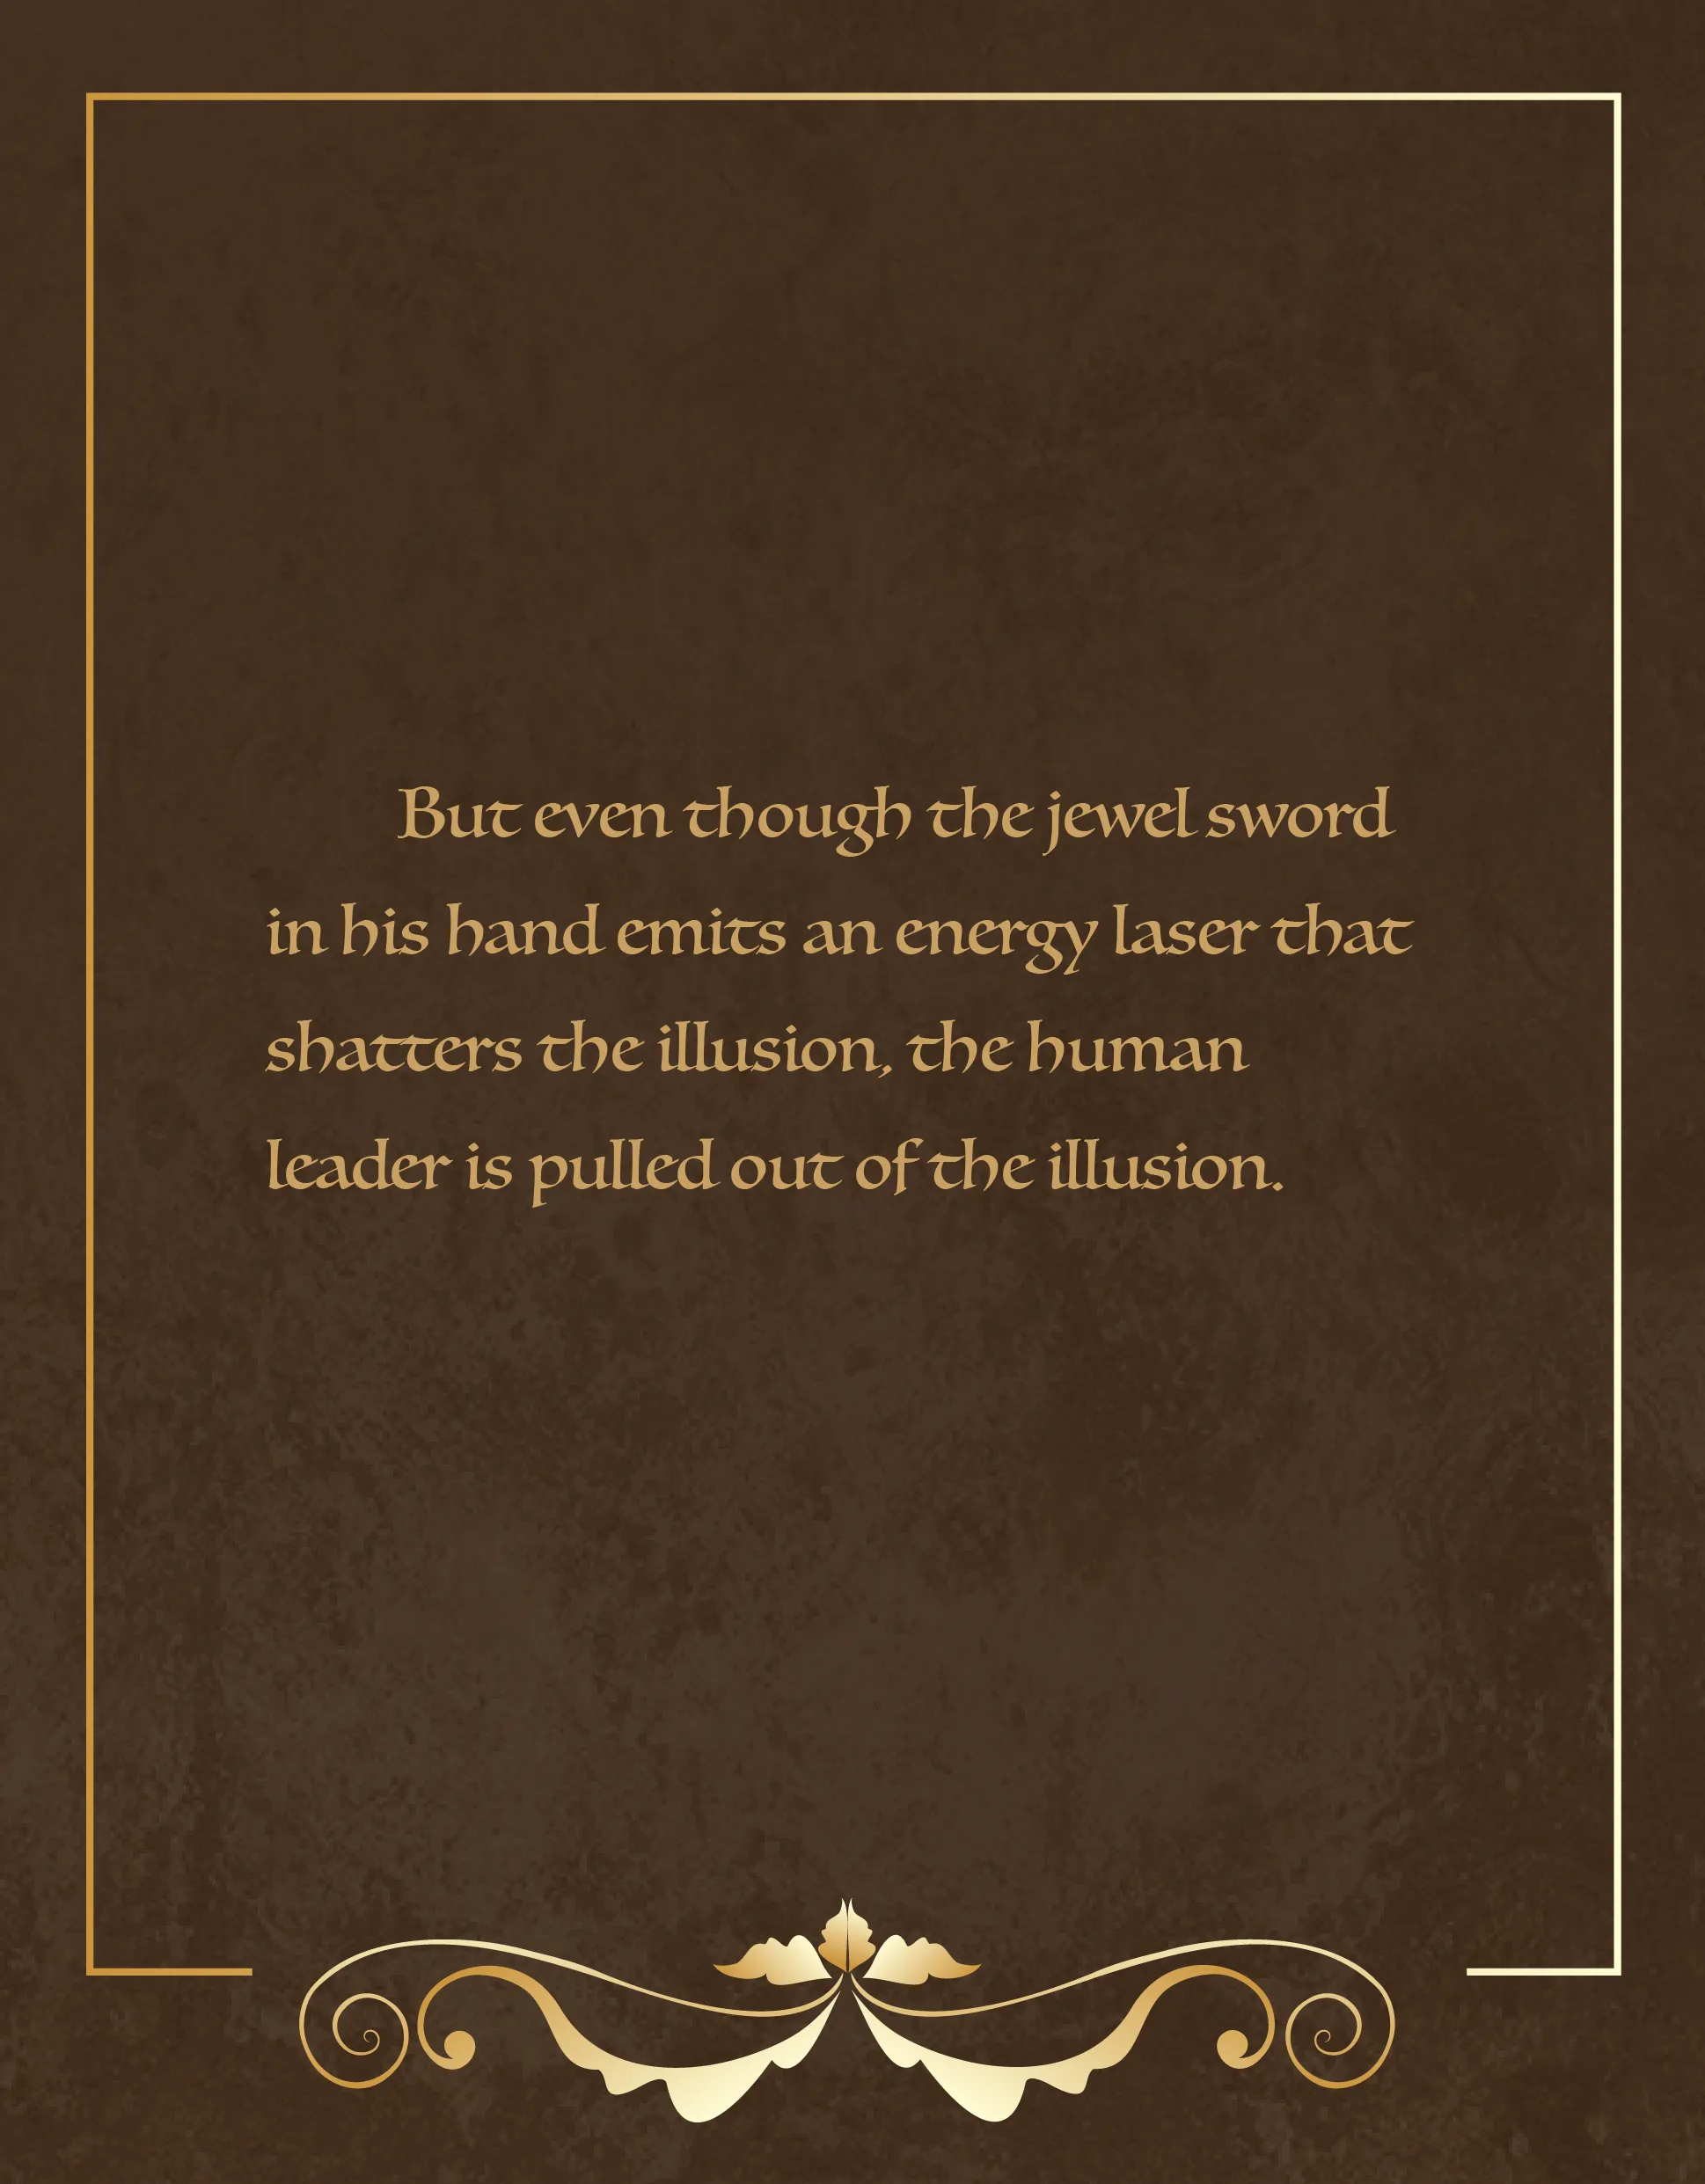 But even though the jewel sword
in his hand emits an energy laser that
shatters the illusion, the human
leader is pulled out of the illusion.